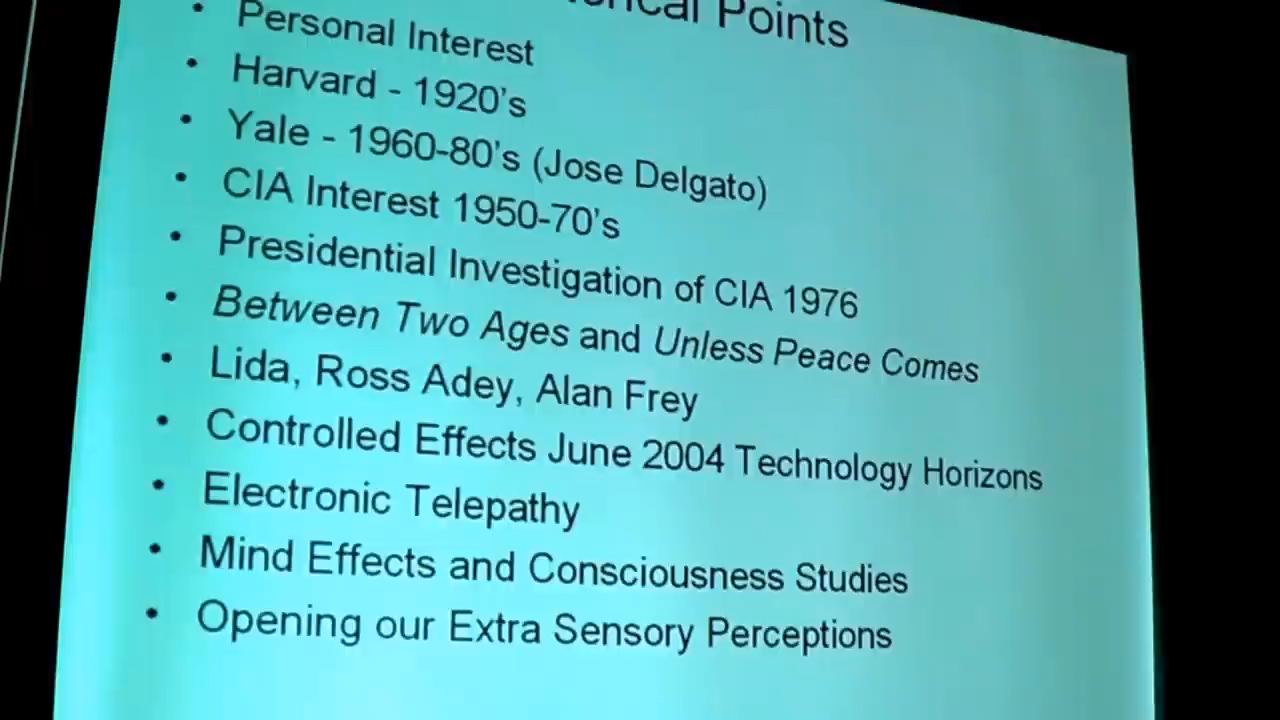 Points
• Personal Interest
• Harvard - 1920's
• Yale - 1960-80's (Jose Delgato)
• CIA Interest 1950-70's
• Presidential Investigation of CIA 1976
• Between Two Ages and Unless Peace Comes
• Lida, Ross Adey, Alan Frey
• Controlled Effects June 2004 Technology Horizons
• Electronic Telepathy
• Mind Effects and Consciousness Studies
• Opening our Extra Sensory Perceptions